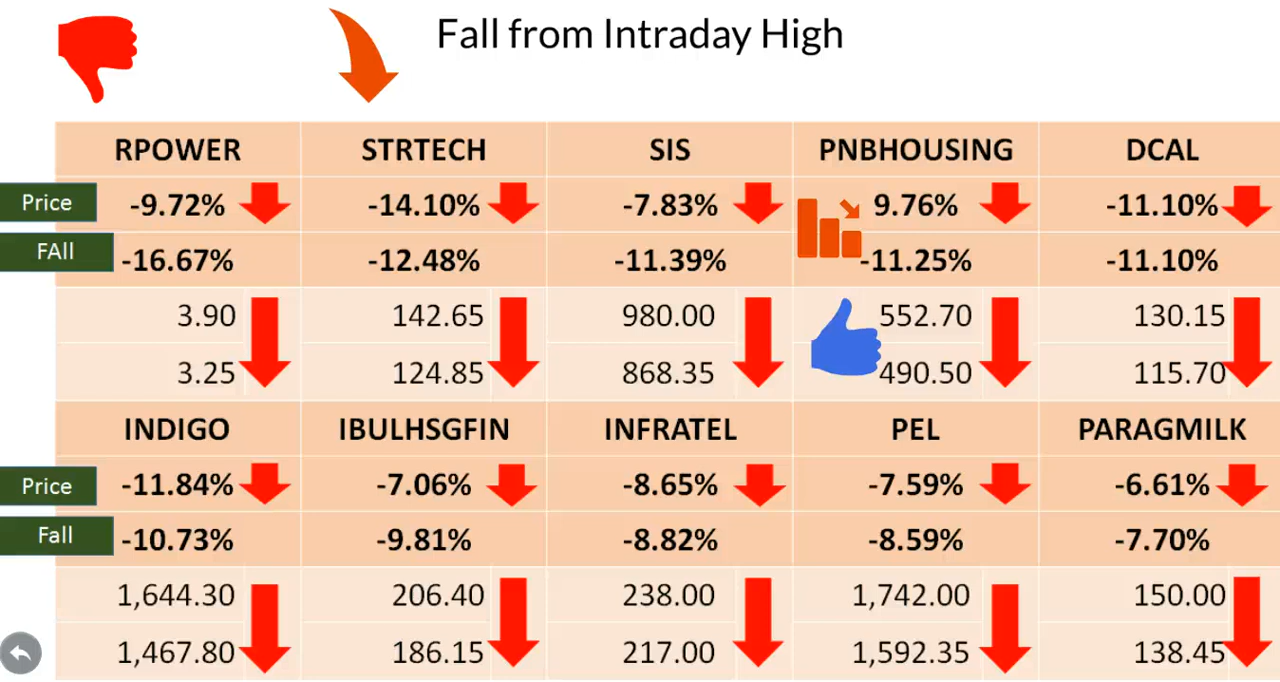 Fall from Intraday High
RPOWER STRTECH SIS PNBHOUSING DCAL
Price -9.72% -14.10% -7.83% 9.76% -11.10%
FAll -16.67% -12.48% -11.39% -11.25% -11.10%
3.90 142.65 980.00 552.70 130.15
3.25 124.85 868.35 490.50 115.70
INDIGO IBULHSGFIN INFRATEL PEL PARAGMILK
Price -11.84% -7.06% -8.65% -7.59% -6.61%
Fall -10.73% -9.81% -8.82% -8.59% -7.70%
1,644.30 206.40 238.00 1,742.00 150.00
1,467.80 186.15 217.00 1,592.35 138.45